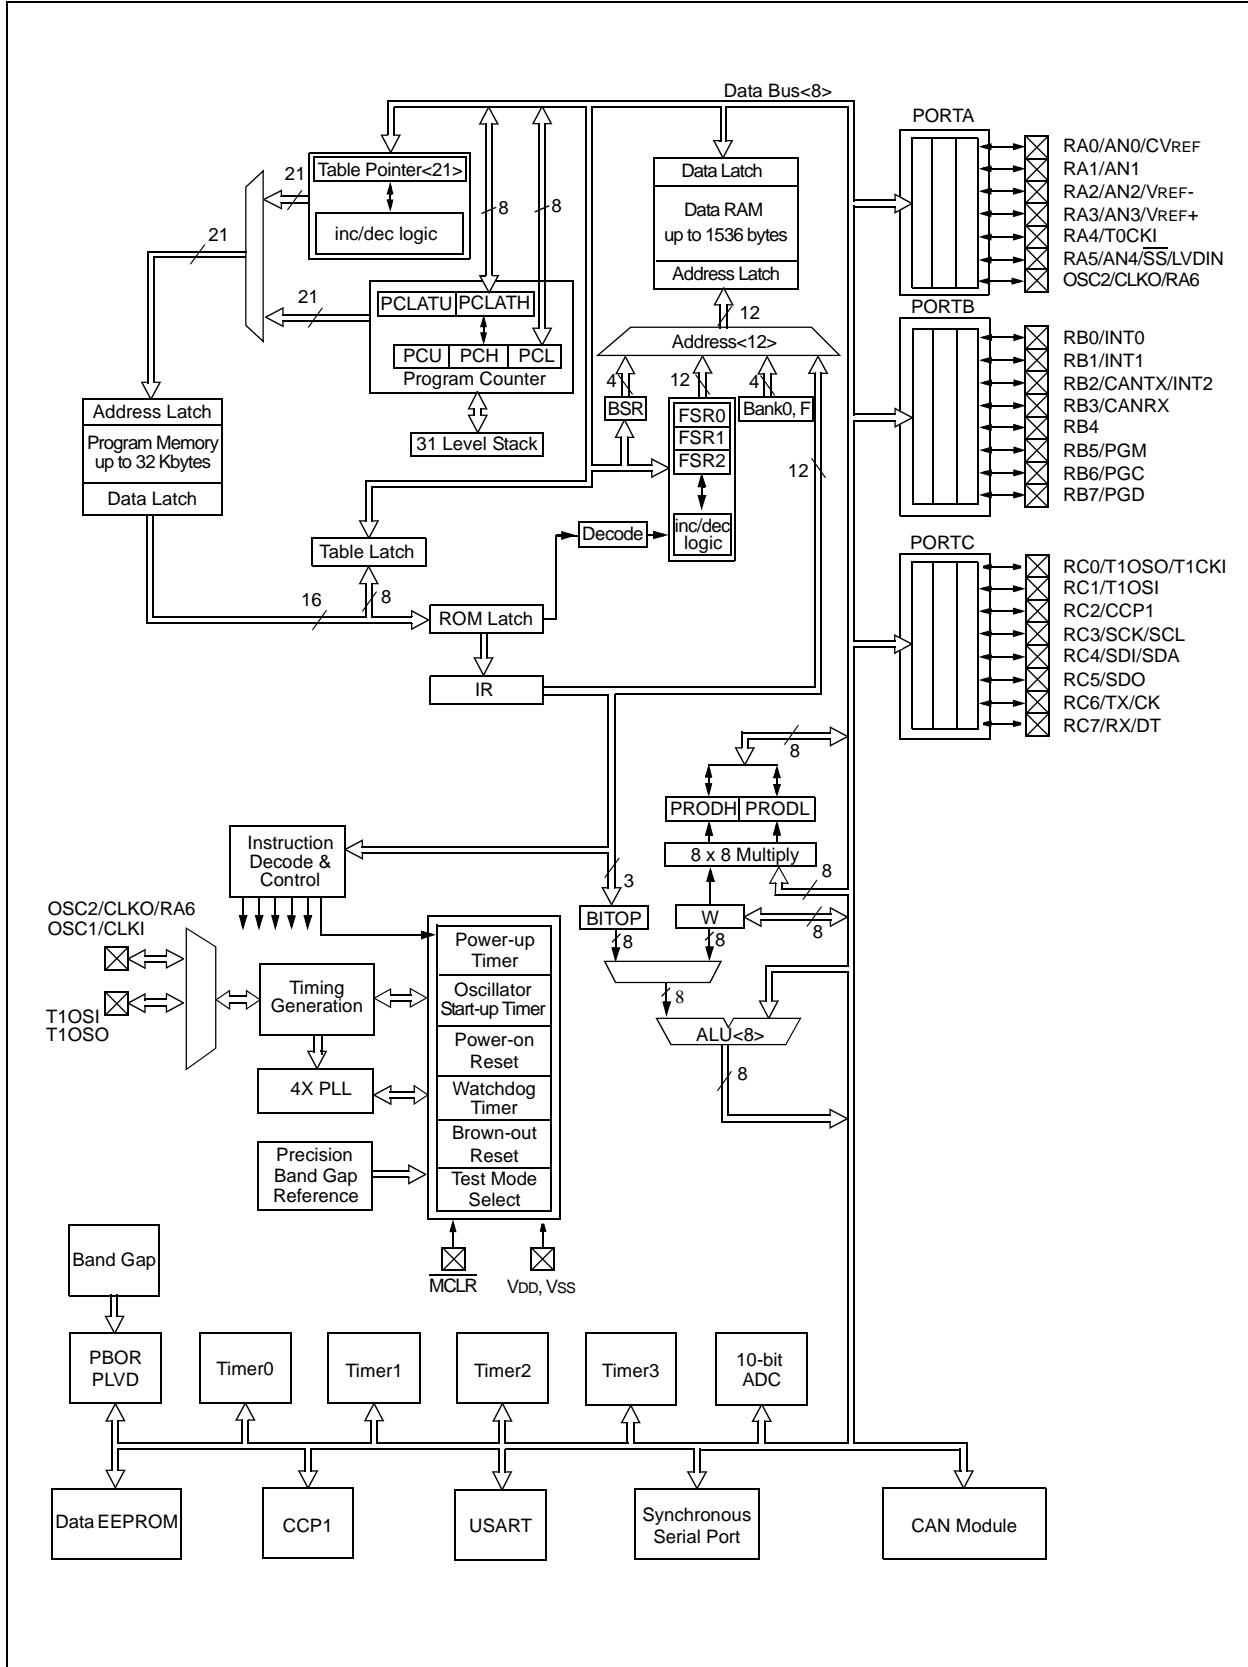 Data Bus<8>
PORTA
RA0/AN0/CVREF
RA1/AN1
RA2/AN2/VREF-
RA3/AN3/VREF+
RA4/T0CKI
RA5/AN4/SS/LVDIN
OSC2/CLKO/RA6
21
Table Pointer<21>
inc/dec logic
8
8
Data Latch
Data RAM
up to 1536 bytes
Address Latch
21
21
PCLATU
PCLATH
PCU
PCH
PCL
Program Counter
31 Level Stack
12
Address<12>
4
12
4
BSR
FSR0
FSR1
FSR2
inc/dec
logic
Bank0, F
12
PORTB
RB0/INT0
RB1/INT1
RB2/CANTX/INT2
RB3/CANRX
RB4
RB5/PGM
RB6/PGC
RB7/PGD
Address Latch
Program Memory
up to 32 Kbytes
Data Latch
Table Latch
Decode
16
8
ROM Latch
IR
PORTC
RC0/T1OSO/T1CKI
RC1/T1OSI
RC2/CCP1
RC3/SCK/SCL
RC4/SDI/SDA
RC5/SDO
RC6/TX/CK
RC7/RX/DT
8
PRODH
PRODL
8 x 8 Multiply
8
3
BITOP
W
8
8
8
8
ALU<8>
8
Instruction
Decode &
Control
OSC2/CLKO/RA6
OSC1/CLKI
T1OSI
T1OSO
Timing
Generation
4X PLL
Precision
Band Gap
Reference
Power-up
Timer
Oscillator
Start-up Timer
Power-on
Reset
Watchdog
Timer
Brown-out
Reset
Test Mode
Select
MCLR
VDD, VSS
Band Gap
PBOR
PLVD
Timer0
Timer1
Timer2
Timer3
10-bit
ADC
Data EEPROM
CCP1
USART
Synchronous
Serial Port
CAN Module